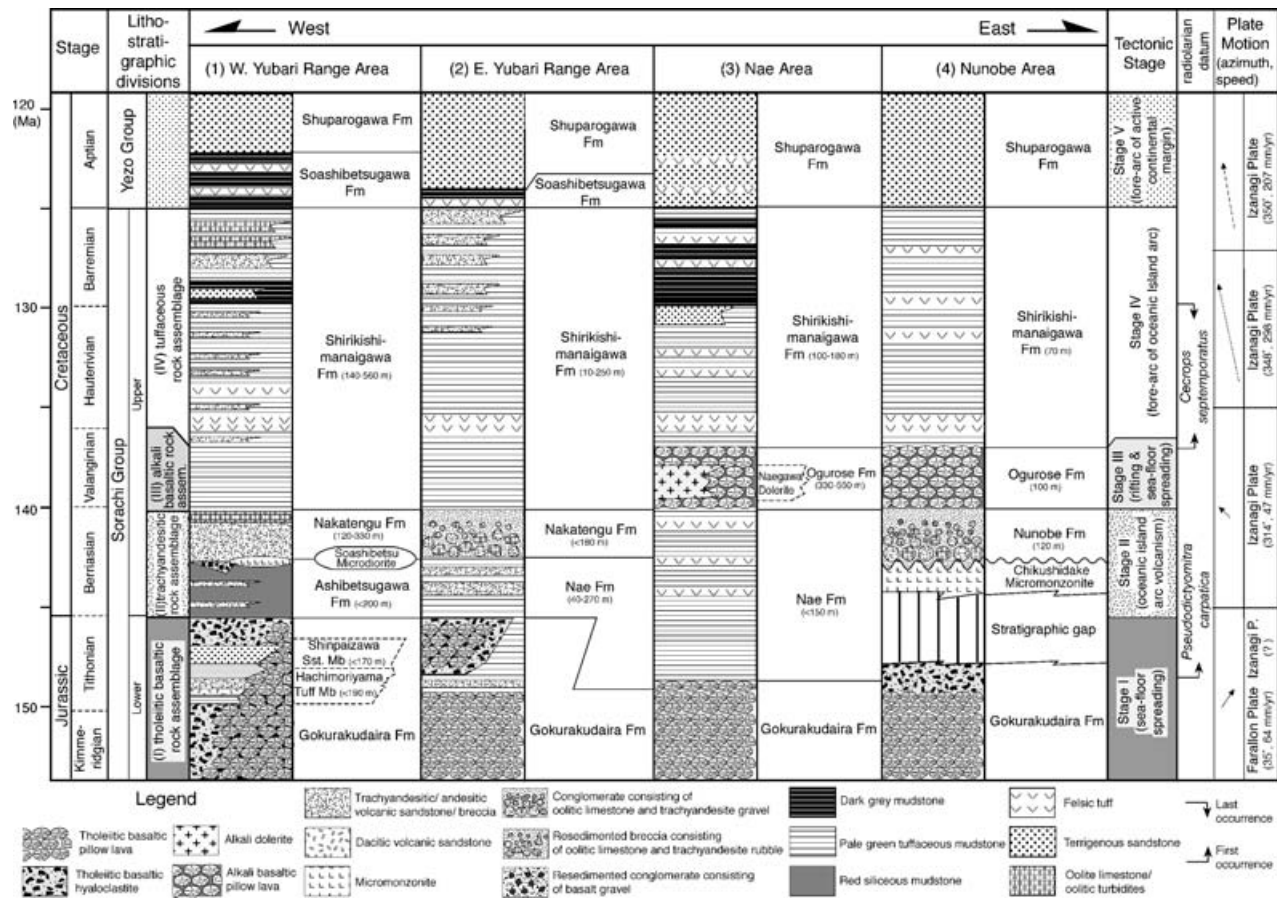 Stage
Litho-
strati-
graphic
divisions
West
East
(1) W. Yubari Range Area
(2) E. Yubari Range Area
(3) Nae Area
(4) Nunobe Area
Tectonic
Stage
radiolarian
datum
Plate
Motion
(azimuth,
speed)
120
(Ma)
130
140
150
Cretaceous
Jurassic
Aptian
Barremian
Hauterivian
Valanginian
Berriasian
Tithonian
Kimme-
ridgian
Yezo Group
Sorachi Group
Upper
Lower
(IV) tuffaceous
rock assemblage
(III) alkali
basaltic rock
assem.
(II)trachyandesitic
rock assemblage
(I) tholeiitic basaltic
rock assemblage
Shuparogawa Fm
Soashibetsugawa
Fm
Shirikishi-
manaigawa
Fm (140-560 m)
Nakatengu Fm
(120-330 m)
Soashibetsu
Microdiorite
Ashibetsugawa
Fm (<200 m)
Shinpaizawa
Sst. Mb (<170 m)
Hachimoriyama
Tuff Mb (<190 m)
Gokurakudaira Fm
Shuparogawa
Fm
Soashibetsugawa
Fm
Shirikishi-
manaigawa
Fm (10-250 m)
Nakatengu Fm
(<180 m)
Nae Fm
(40-270 m)
Gokurakudaira Fm
Shuparogawa
Fm
Shirikishi-
manaigawa
Fm (100-180 m)
Naegawa
Dolerite
Ogurose Fm
(330-550 m)
Nae Fm
(<150 m)
Gokurakudaira Fm
Shuparogawa
Fm
Shirikishi-
manaigawa
Fm (70 m)
Ogurose Fm
(100 m)
Nunobe Fm
(120 m)
Chikushidake
Micromonzonite
Stratigraphic gap
Gokurakudaira Fm
Stage V
(fore-arc of active
continental
margin)
Stage IV
(fore-arc of oceanic island arc)
Stage III
(rifting &
sea-floor
spreading)
Stage II
(oceanic island
arc volcanism)
Stage I
(sea-floor
spreading)
Cecrops
septemporatus
Pseudodictyomitra
carpatica
Izanagi Plate
(350°, 207 mm/yr)
Izanagi Plate
(348°, 298 mm/yr)
Izanagi Plate
(314°, 47 mm/yr)
Izanagi P.
(?)
Farallon Plate
(35°, 64 mm/yr)
Legend
Tholeiitic basaltic
pillow lava
Tholeiitic basaltic
hyaloclastite
Alkali dolerite
Alkali basaltic
pillow lava
Trachyandesitic/ andesitic
volcanic sandstone/ breccia
Dacitic volcanic sandstone
Micromonzonite
Conglomerate consisting of
oolitic limestone and trachyandesite gravel
Resedimented breccia consisting
of oolitic limestone and trachyandesite rubble
Resedimented conglomerate consisting
of basalt gravel
Dark grey mudstone
Pale green tuffaceous mudstone
Red siliceous mudstone
Felsic tuff
Terrigenous sandstone
Oolite limestone/
oolitic turbidites
Last
occurrence
First
occurrence